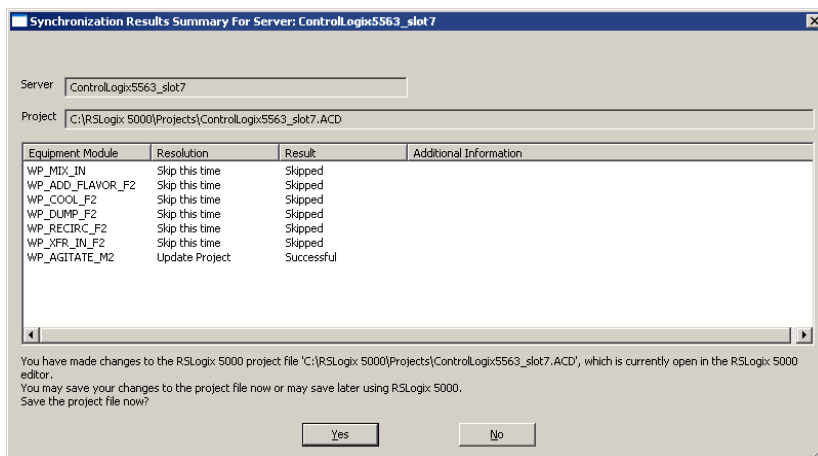 Synchronization Results Summary For Server: ControlLogix5563_slot7
Server ControlLogix5563_slot7
Project C:\RSLogix 5000\Projects\ControlLogix5563_slot7.ACD
Equipment Module Resolution Result Additional Information
WP_MIX_IN Skip this time Skipped
WP_ADD_FLAVOR_F2 Skip this time Skipped
WP_COOL_F2 Skip this time Skipped
WP_DUMP_F2 Skip this time Skipped
WP_RECIRC_F2 Skip this time Skipped
WP_XFR_IN_F2 Skip this time Skipped
WP_AGITATE_M2 Update Project Successful
You have made changes to the RSLogix 5000 project file 'C:\RSLogix 5000\Projects\ControlLogix5563_slot7.ACD', which is currently open in the RSLogix 5000
editor.
You may save your changes to the project file now or may save later using RSLogix 5000.
Save the project file now?
Yes No